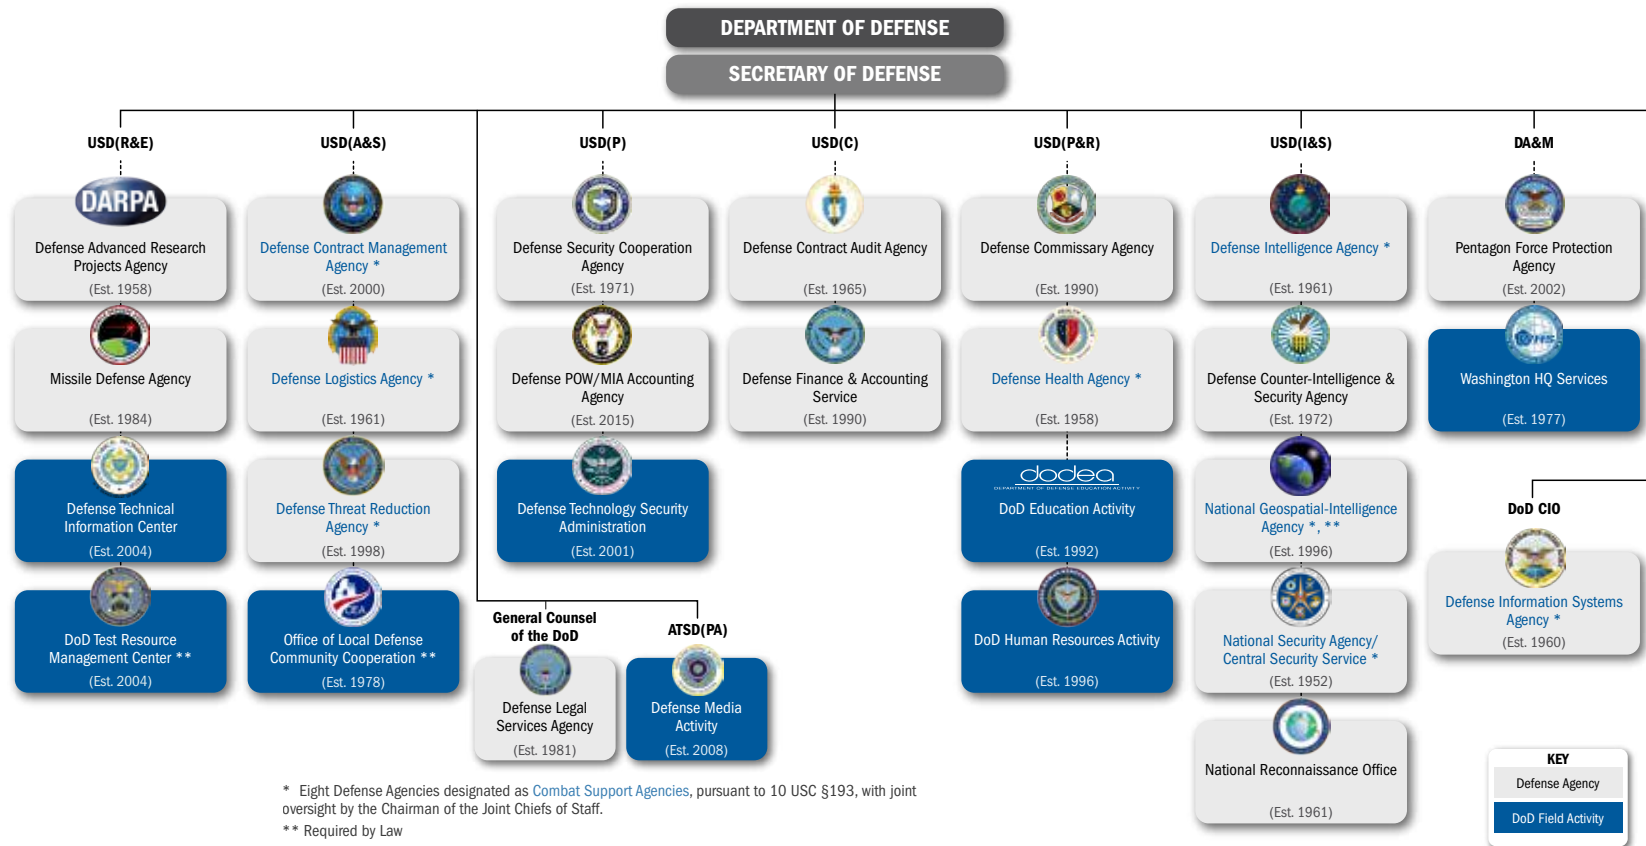 DEPARTMENT OF DEFENSE
SECRETARY OF DEFENSE
USD(R&E)
DARPA
Defense Advanced Research
Projects Agency
(Est. 1958)
Missile Defense Agency
(Est. 1984)
Defense Technical
Information Center
(Est. 2004)
DoD Test Resource
Management Center **
(Est. 2004)
USD(A&S)
Defense Contract Management
Agency *
(Est. 2000)
Defense Logistics Agency *
(Est. 1961)
Defense Threat Reduction
Agency *
(Est. 1998)
Office of Local Defense
Community Cooperation **
(Est. 1978)
USD(P)
Defense Security Cooperation
Agency
(Est. 1971)
Defense POW/MIA Accounting
Agency
(Est. 2015)
Defense Technology Security
Administration
(Est. 2001)
General Counsel
of the DoD
Defense Legal
Services Agency
(Est. 1981)
ATSD(PA)
Defense Media
Activity
(Est. 2008)
USD(C)
Defense Contract Audit Agency
(Est. 1965)
Defense Finance & Accounting
Service
(Est. 1990)
USD(P&R)
Defense Commissary Agency
(Est. 1990)
Defense Health Agency *
(Est. 1958)
dodea
DEPARTMENT OF DEFENSE EDUCATION ACTIVITY
DoD Education Activity
(Est. 1992)
DoD Human Resources Activity
(Est. 1996)
USD(I&S)
Defense Intelligence Agency *
(Est. 1961)
Defense Counter-Intelligence &
Security Agency
(Est. 1972)
National Geospatial-Intelligence
Agency *, **
(Est. 1996)
National Security Agency/
Central Security Service *
(Est. 1952)
National Reconnaissance Office
(Est. 1961)
DA&M
Pentagon Force Protection
Agency
(Est. 2002)
WHS
Washington HQ Services
(Est. 1977)
DoD CIO
Defense Information Systems
Agency *
(Est. 1960)
* Eight Defense Agencies designated as Combat Support Agencies, pursuant to 10 USC §193, with joint
oversight by the Chairman of the Joint Chiefs of Staff.
** Required by Law
KEY
Defense Agency
DoD Field Activity